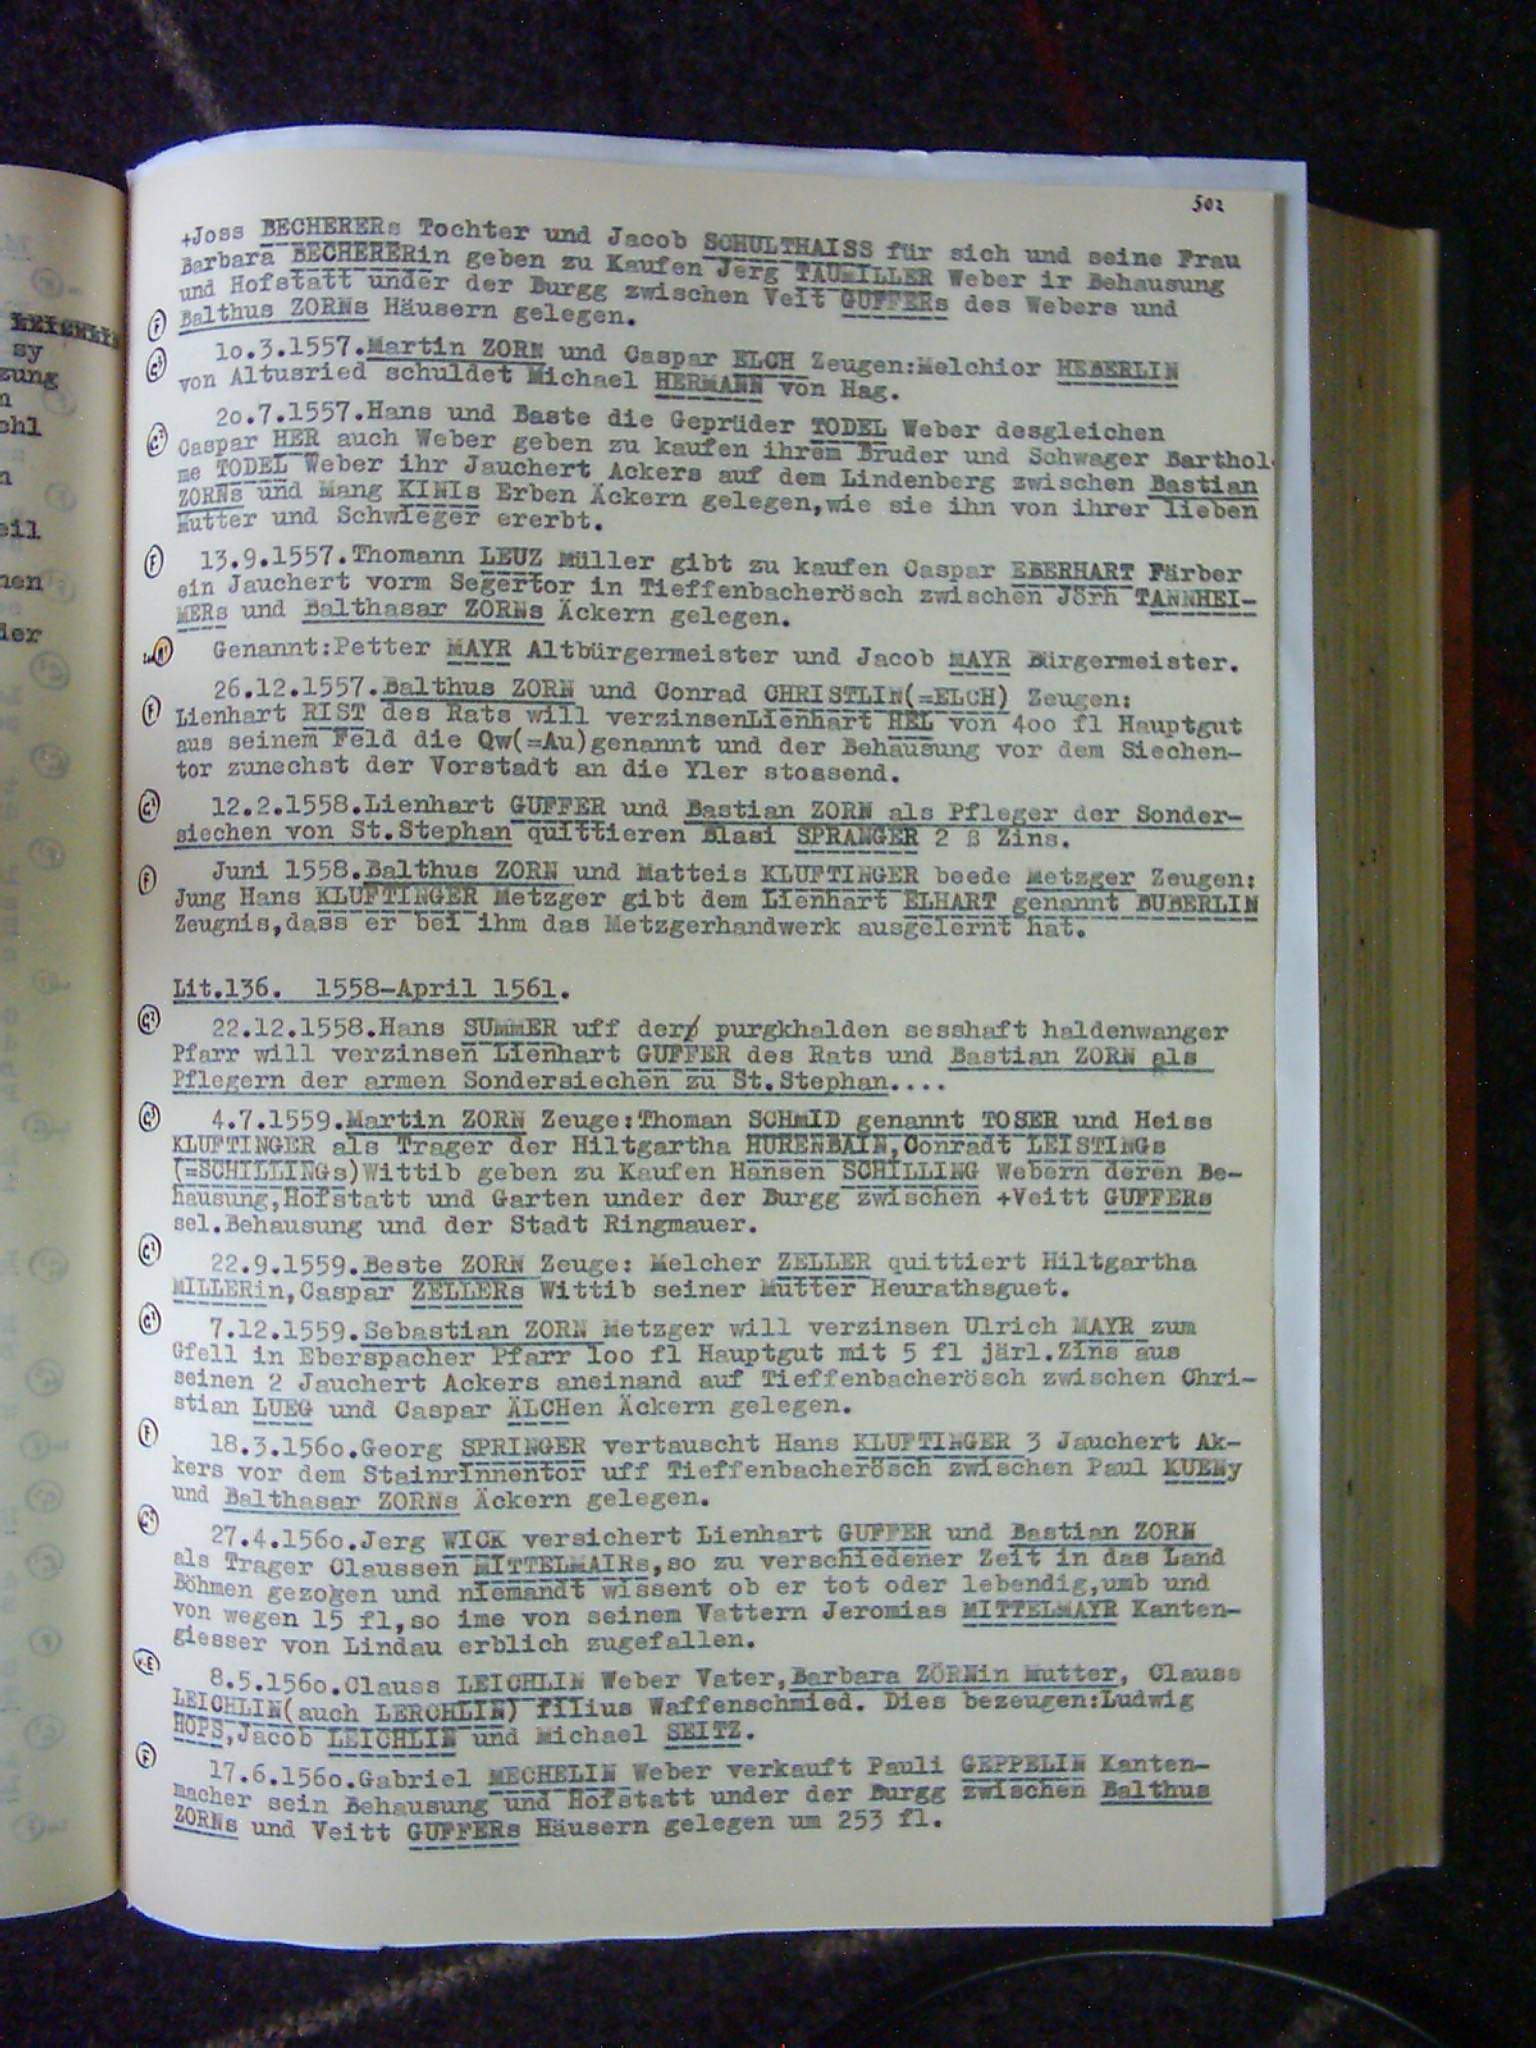 502
+Joss BECHERERs Tochter und Jacob SCHULTHAISS für sich und seine Frau
Barbara BECHERERin geben zu Kaufen Jerg TAUMILLER Weber ir Behausung
und Hofstatt under der Burgg zwischen Veit GUFFERs des Webers und
Balthus ZORNs Häusern gelegen.
10.3.1557.Martin ZORN und Caspar ELCH Zeugen:Melchior HEBERLIN
von Altusried schuldet Michael HERMANN von Hag.
20.7.1557.Hans und Baste die Geprüder TODEL Weber desgleichen
Caspar HER auch Weber geben zu kaufen ihrem Bruder und Schwager Barthol-
me TODEL Weber ihr Jauchert Ackers auf dem Lindenberg zwischen Bastian
ZORNs und Mang KINIs Erben Äckern gelegen,wie sie ihn von ihrer lieben
Mutter und Schwieger ererbt.
13.9.1557.Thomann LEUZ Müller gibt zu kaufen Caspar EBERHART Färber
ein Jauchert vorm Segertor in Tieffenbacherösch zwischen Jörh TANNHEI-
MERs und Balthasar ZORNs Äckern gelegen.
Genannt:Petter MAYR Altbürgermeister und Jacob MAYR Bürgermeister.
26.12.1557.Balthus ZORN und Conrad CHRISTLIN(=ELCH) Zeugen:
Lienhart RIST des Rats will verzinsenLienhart HEL von 400 fl Hauptgut
aus seinem Feld die Qw(=Au)genannt und der Behausung vor dem Siechen-
tor zunechst der Vorstadt an die Yler stossend.
12.2.1558.Lienhart GUFFER und Bastian ZORN als Pfleger der Sonder-
siechen von St.Stephan quittieren Blasi SPRANGER 2 ß Zins.
Juni 1558.Balthus ZORN und Matteis KLUFTINGER beede Metzger Zeugen:
Jung Hans KLUFTINGER Metzger gibt dem Lienhart ELHART genannt BUBERLIN
Zeugnis,dass er bei ihm das Metzgerhandwerk ausgelernt hat.
Lit.136. 1558-April 1561.
22.12.1558.Hans SUMMER uff der purgkhalden sesshaft haldenwanger
Pfarr will verzinsen Lienhart GUFFER des Rats und Bastian ZORN als
Pflegern der armen Sondersiechen zu St.Stephan....
4.7.1559.Martin ZORN Zeuge:Thoman SCHMID genannt TOSER und Heiss
KLUFTINGER als Trager der Hiltgartha HURENBAIN,Conradt LEISTINGs
(=SCHILLINGs)Wittib geben zu Kaufen Hansen SCHILLING Webern deren Be-
hausung,Hofstatt und Garten under der Burgg zwischen +Veitt GUFFERs
sel.Behausung und der Stadt Ringmauer.
22.9.1559.Beste ZORN Zeuge: Melcher ZELLER quittiert Hiltgartha
MILLERin,Caspar ZELLERs Wittib seiner Mutter Heurathsguet.
7.12.1559.Sebastian ZORN Metzger will verzinsen Ulrich MAYR zum
Gfell in Eberspacher Pfarr 100 fl Hauptgut mit 5 fl järl.Zins aus
seinen 2 Jauchert Ackers aneinand auf Tieffenbacherösch zwischen Chri-
stian LUEG und Caspar ÄLCHen Äckern gelegen.
18.3.1560.Georg SPRINGER vertauscht Hans KLUFTINGER 3 Jauchert Ak-
kers vor dem Stainrinnentor uff Tieffenbacherösch zwischen Paul KUENy
und Balthasar ZORNs Äckern gelegen.
27.4.1560.Jerg WICK versichert Lienhart GUFFER und Bastian ZORN
als Trager Claussen MITTELMAIRs,so zu verschiedener Zeit in das Land
Böhmen gezogen und niemandt wissent ob er tot oder lebendig,umb und
von wegen 15 fl,so ime von seinem Vattern Jeromias MITTELMAYR Kanten-
giesser von Lindau erblich zugefallen.
8.5.1560.Clauss LEICHLIN Weber Vater,Barbara ZÖRNin Mutter, Clauss
LEICHLIN(auch LERCHLIN) filius Waffenschmied. Dies bezeugen:Ludwig
HOPS,Jacob LEICHLIN und Michael SEITZ.
17.6.1560.Gabriel MECHELIN Weber verkauft Pauli GEPPELIN Kanten-
macher sein Behausung und Hofstatt under der Burgg zwischen Balthus
ZORNs und Veitt GUFFERs Häusern gelegen um 253 fl.